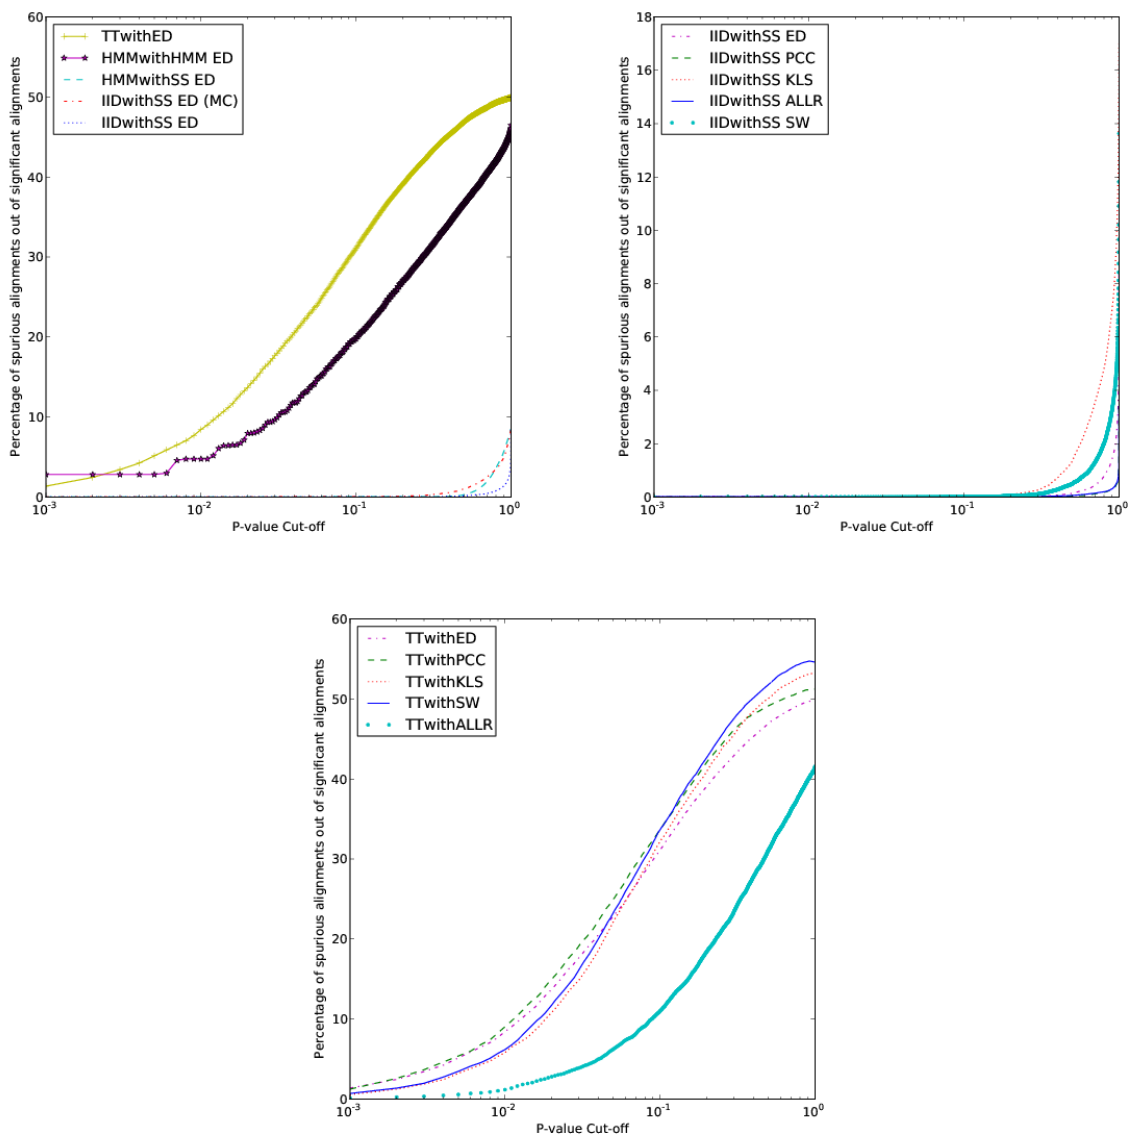 60
50
40
30
20
10
0
Percentage of spurious alignments out of significant alignments
TTwithED
HMMwithHMM ED
HMMwithSS ED
IIDwithSS ED (MC)
IIDwithSS ED
10^-3
10^-2
10^-1
10^0
P-value Cut-off
18
16
14
12
10
8
6
4
2
0
Percentage of spurious alignments out of significant alignments
IIDwithSS ED
IIDwithSS PCC
IIDwithSS KLS
IIDwithSS ALLR
IIDwithSS SW
10^-3
10^-2
10^-1
10^0
P-value Cut-off
60
50
40
30
20
10
0
Percentage of spurious alignments out of significant alignments
TTwithED
TTwithPCC
TTwithKLS
TTwithSW
TTwithALLR
10^-3
10^-2
10^-1
10^0
P-value Cut-off